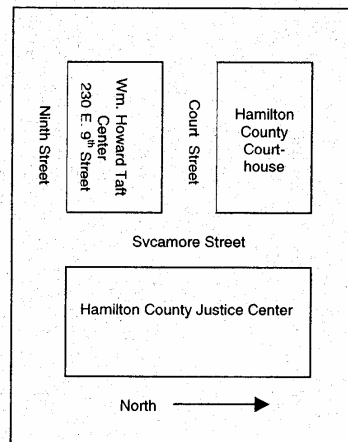 Ninth Street
Wm. Howard Taft
Center
230 E. 9th Street
Court Street
Hamilton
County
Court-
house
Svcamore Street
Hamilton County Justice Center
North